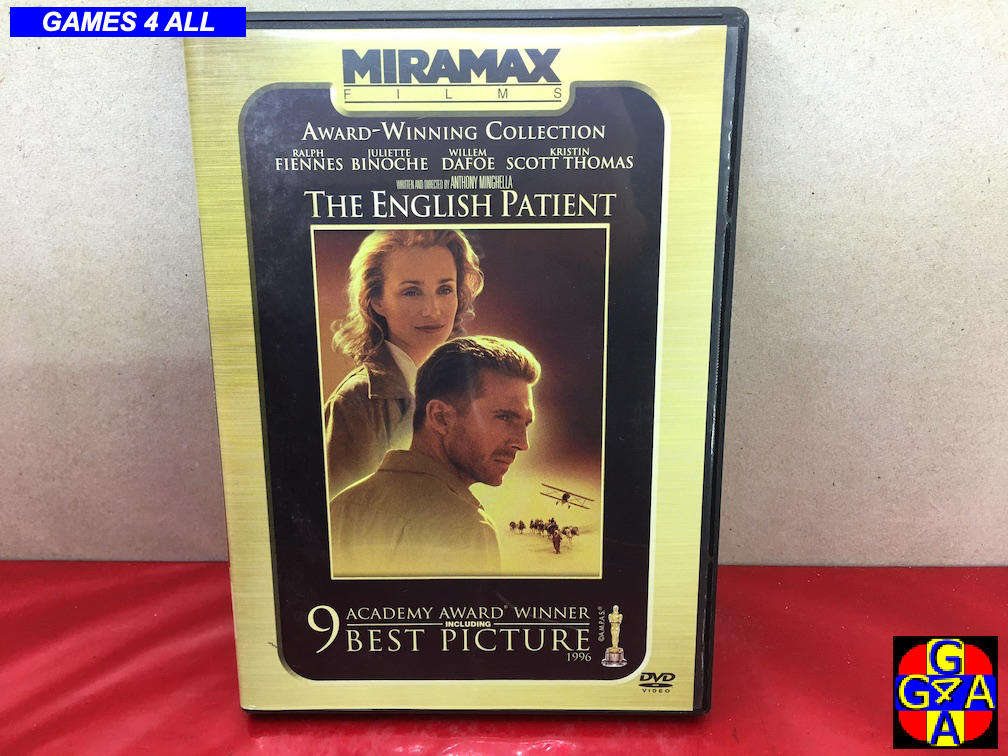 GAMES 4 ALL
MIRAMAX
FILMS
AWARD-WINNING COLLECTION
RALPH FIENNES JULIETTE BINOCHE WILLEM DAFOE KRISTIN SCOTT THOMAS
WRITTEN AND DIRECTED BY ANTHONY MINGHELLA
THE ENGLISH PATIENT
9 ACADEMY AWARD® WINNER
INCLUDING
BEST PICTURE
1996
©A.M.P.A.S.®
DVD
VIDEO
G
G4A
A